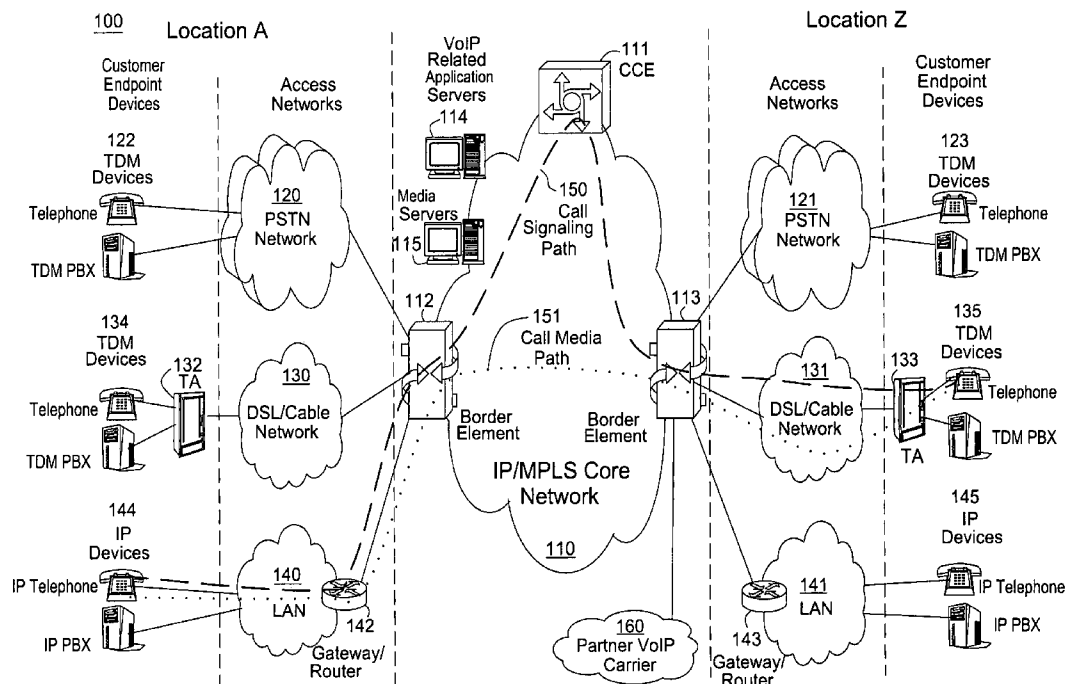 100
Location A
Location Z
Customer
Endpoint
Devices
Access
Networks
VoIP
Related
Application
Servers
114
111
CCE
Access
Networks
Customer
Endpoint
Devices
122
TDM
Devices
Telephone
TDM PBX
120
PSTN
Network
Media
Servers
115
150
Call
Signaling
Path
121
PSTN
Network
123
TDM
Devices
Telephone
TDM PBX
112
113
151
Call Media
Path
134
TDM
Devices
132
TA
Telephone
TDM PBX
130
DSL/Cable
Network
Border
Element
Border
Element
131
DSL/Cable
Network
133
TA
135
TDM
Devices
Telephone
TDM PBX
IP/MPLS Core
Network
110
144
IP
Devices
IP Telephone
IP PBX
140
LAN
142
Gateway/
Router
160
Partner VoIP
Carrier
143
Gateway/
Router
141
LAN
145
IP
Devices
IP Telephone
IP PBX